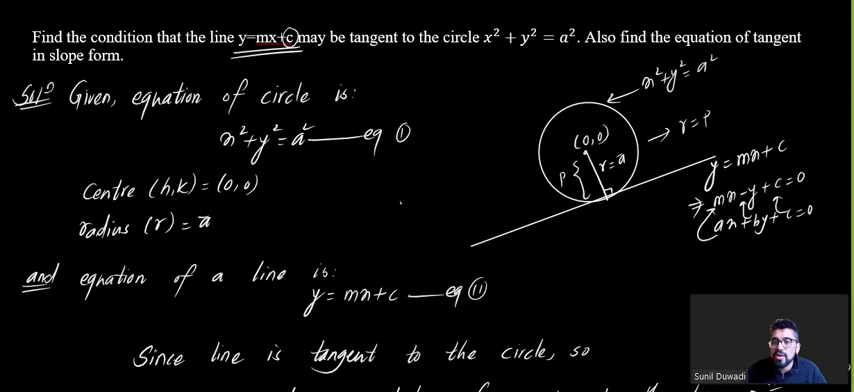 Find the condition that the line y=mx+c may be tangent to the circle x² + y² = a². Also find the equation of tangent
in slope form.
Solⁿ Given, equation of circle is:
x²+y²=a² — eq ①
Centre (h,k) = (0,0)
radius (r) = a
and equation of a line is:
y = mx+c — eq ⑪
Since line is tangent to the circle, so
x²+y²=a²
(0,0)
→ r=P
P { r=a
y=mx+c
⇒ mx-y+c=0
ax+by+c=0
Sunil Duwadi